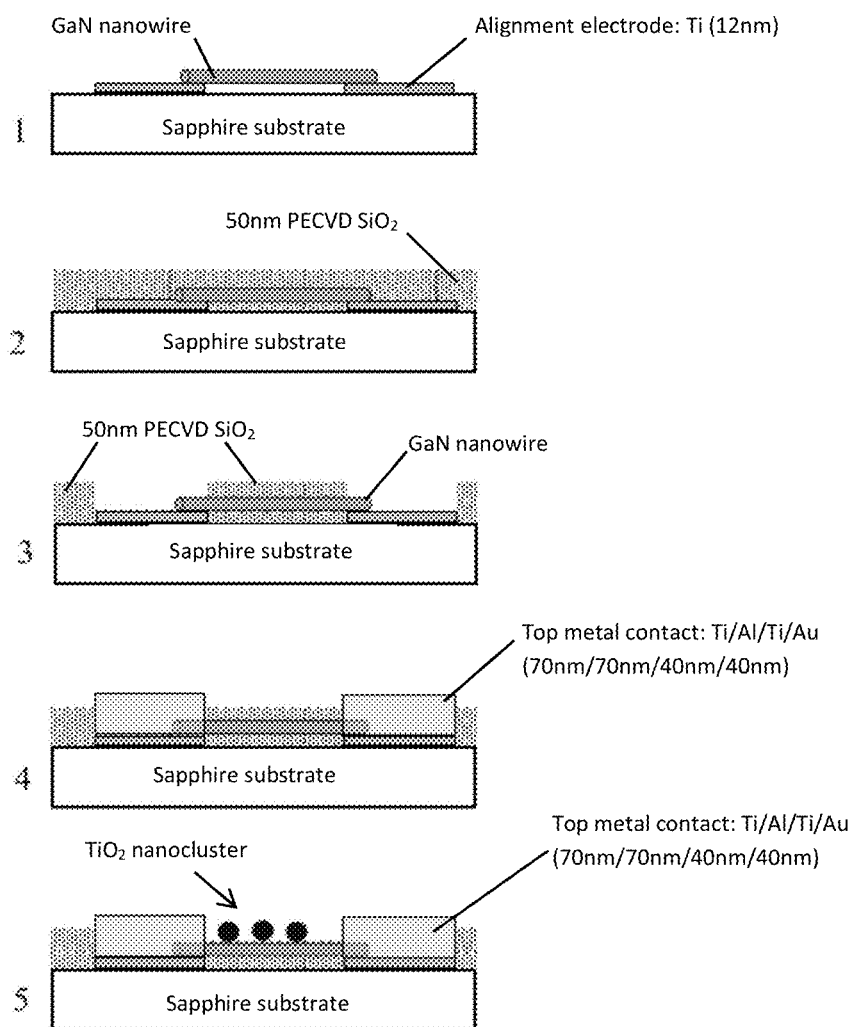 GaN nanowire
Alignment electrode: Ti (12nm)
Sapphire substrate
1
50nm PECVD SiO₂
Sapphire substrate
2
50nm PECVD SiO₂
GaN nanowire
Sapphire substrate
3
Top metal contact: Ti/Al/Ti/Au
(70nm/70nm/40nm/40nm)
Sapphire substrate
4
Top metal contact: Ti/Al/Ti/Au
(70nm/70nm/40nm/40nm)
TiO₂ nanocluster
Sapphire substrate
5